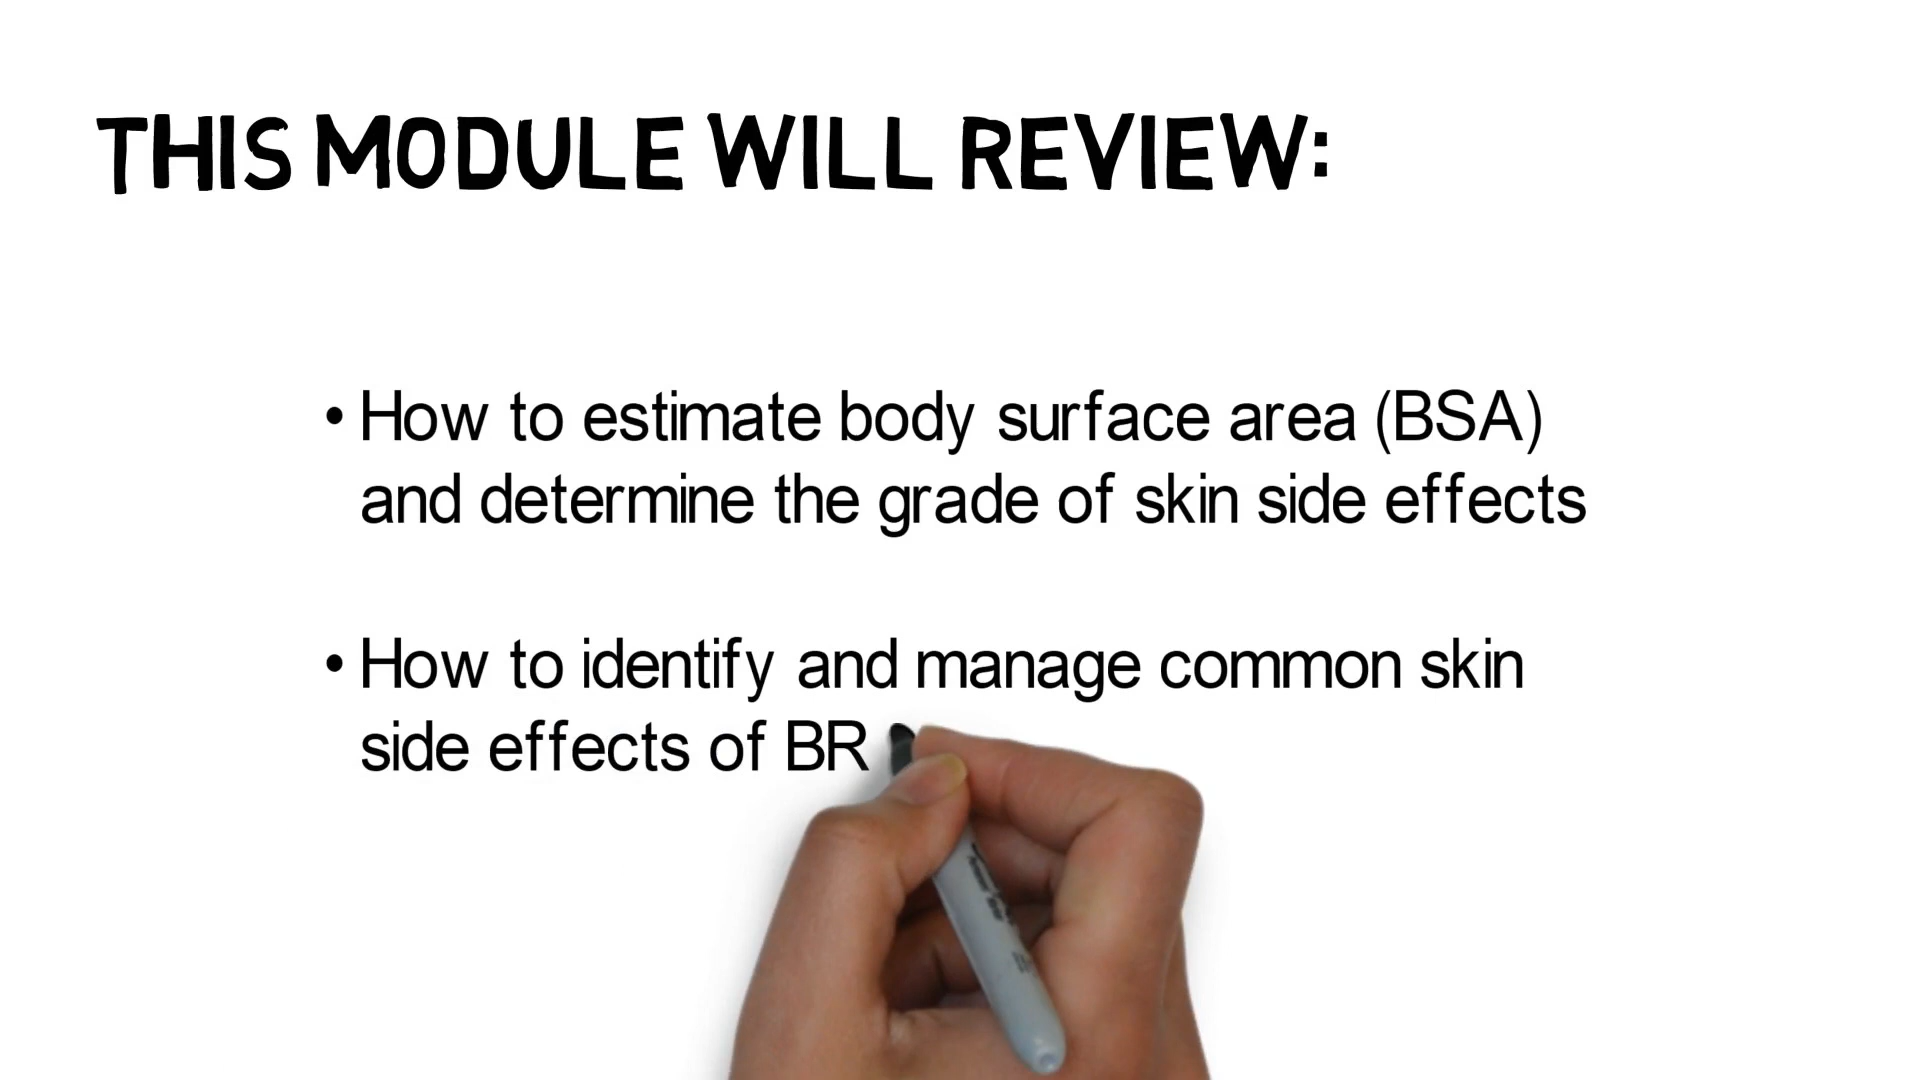 THIS MODULE WILL REVIEW:
• How to estimate body surface area (BSA)
and determine the grade of skin side effects
• How to identify and manage common skin
side effects of BR